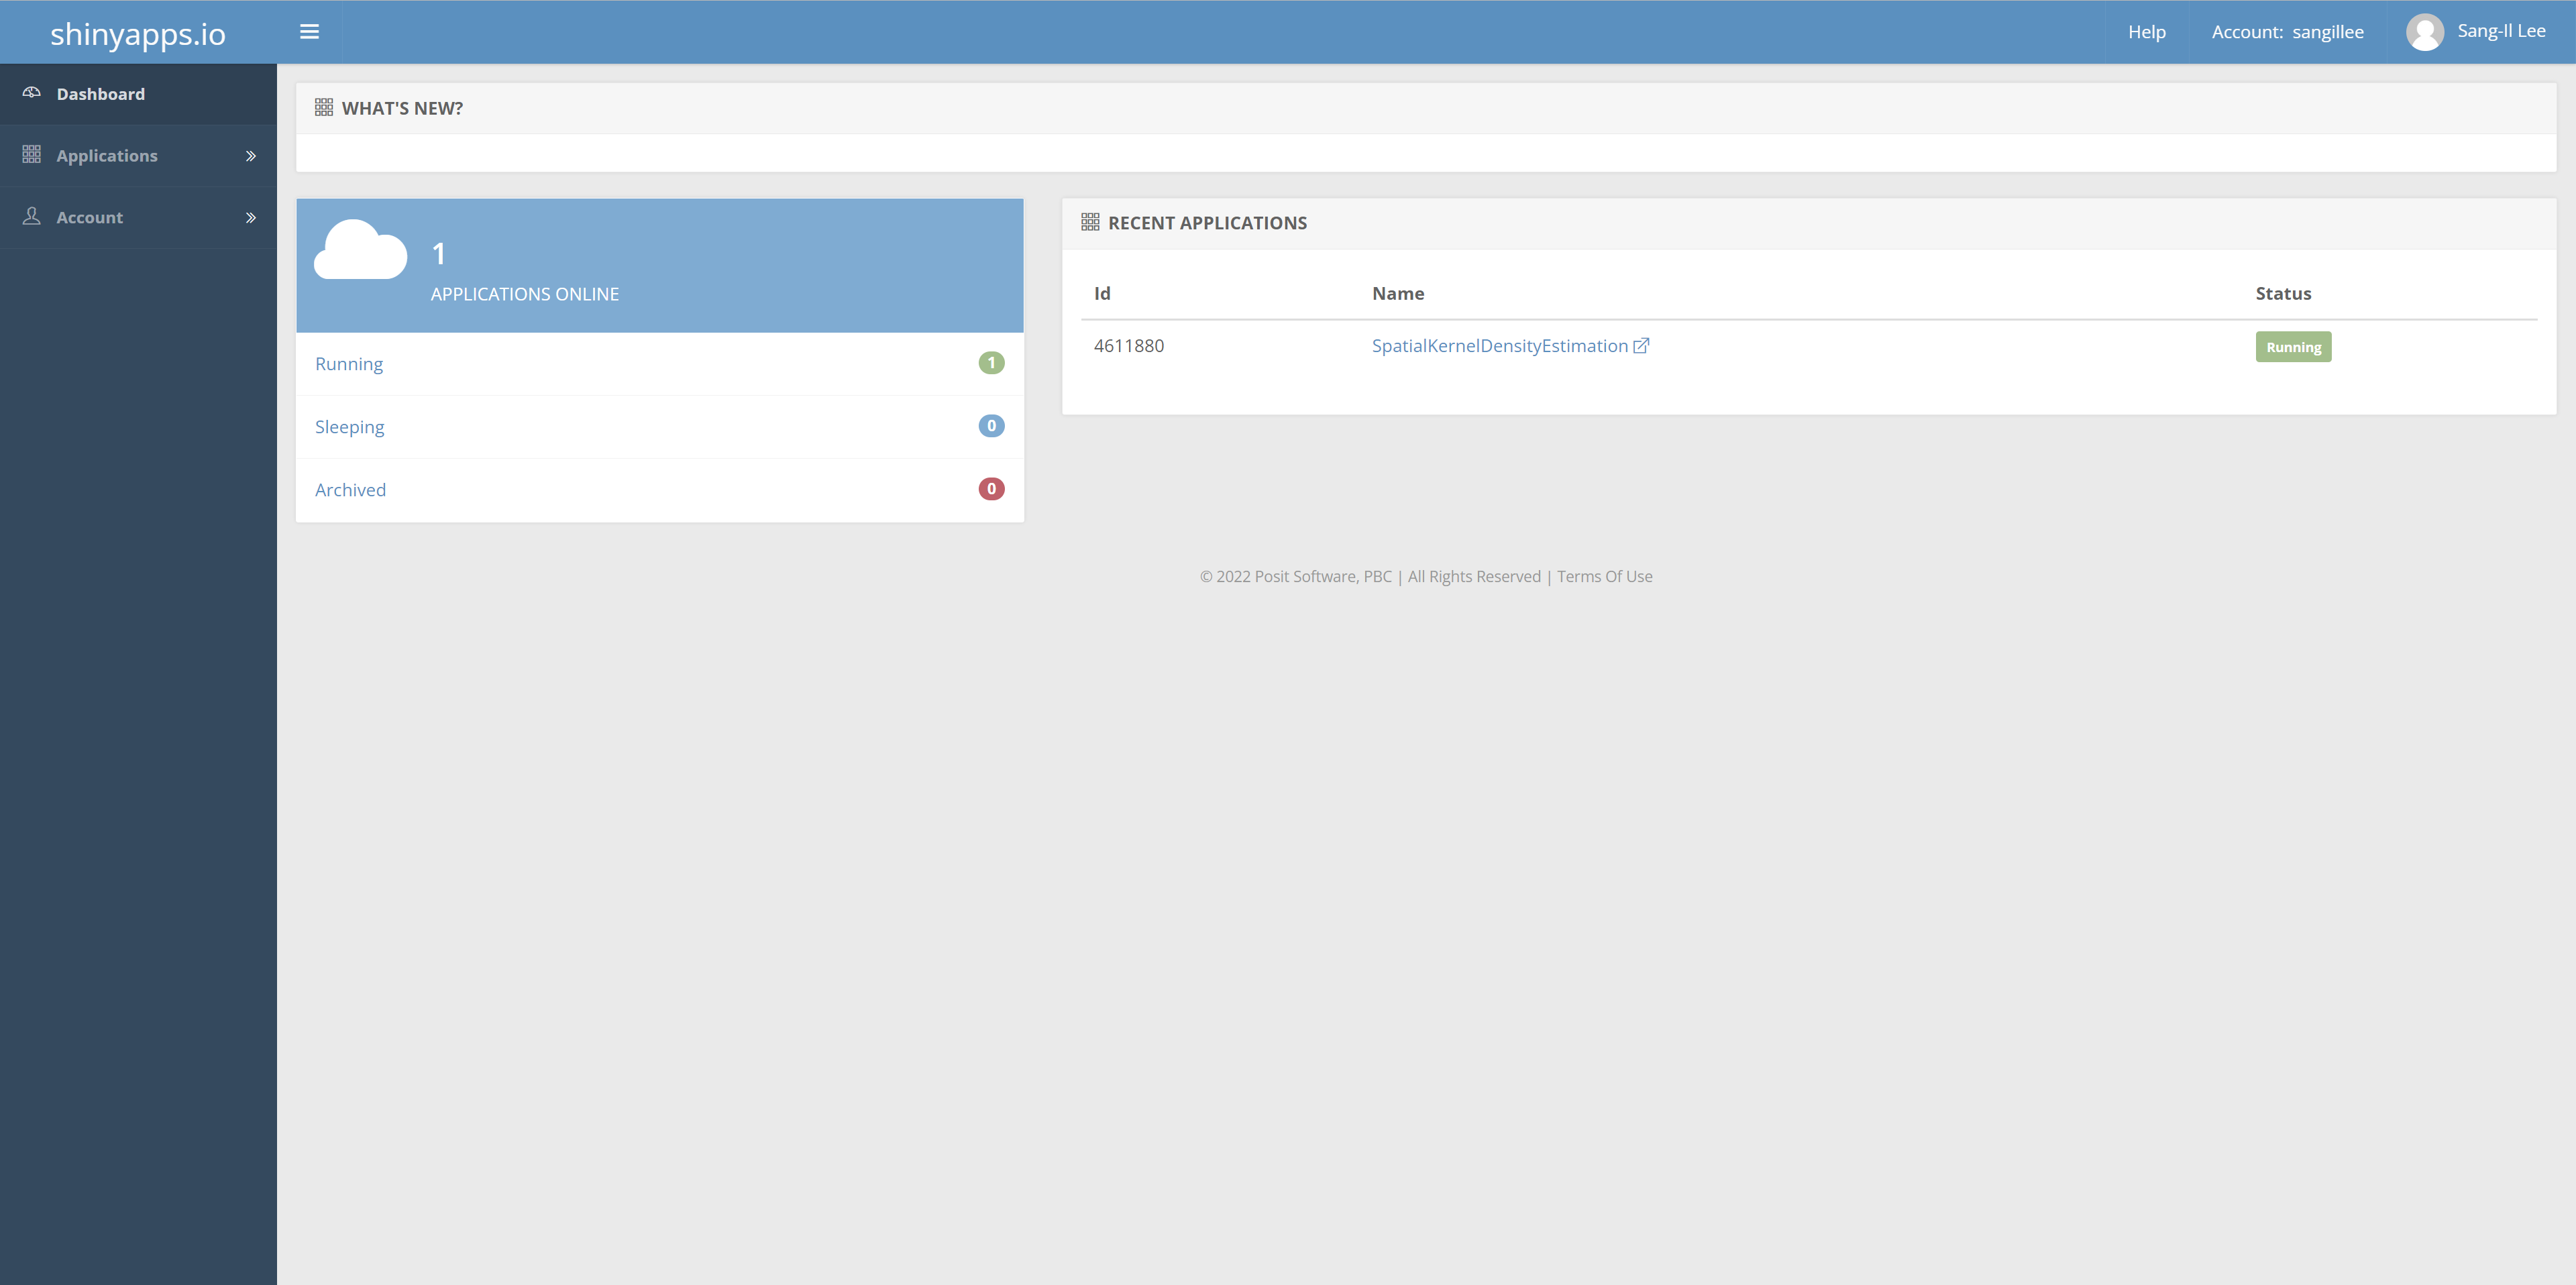 shinyapps.io
Help
Account: sangillee
Sang-Il Lee
Dashboard
Applications
Account
WHAT'S NEW?
1
APPLICATIONS ONLINE
Running 1
Sleeping 0
Archived 0
RECENT APPLICATIONS
Id Name Status
4611880 SpatialKernelDensityEstimation Running
© 2022 Posit Software, PBC | All Rights Reserved | Terms Of Use